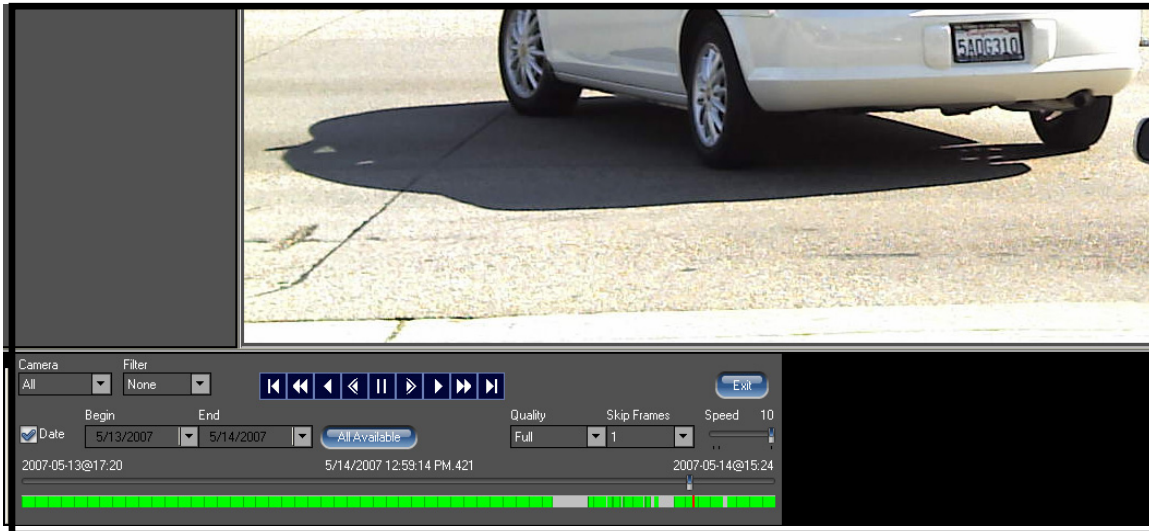 5ADG310
Camera
Filter
All
None
Exit
Begin
End
Quality
Skip Frames
Speed
10
Date
5/13/2007
5/14/2007
All Available
Full
1
2007-05-13@17:20
5/14/2007 12:59:14 PM.421
2007-05-14@15:24